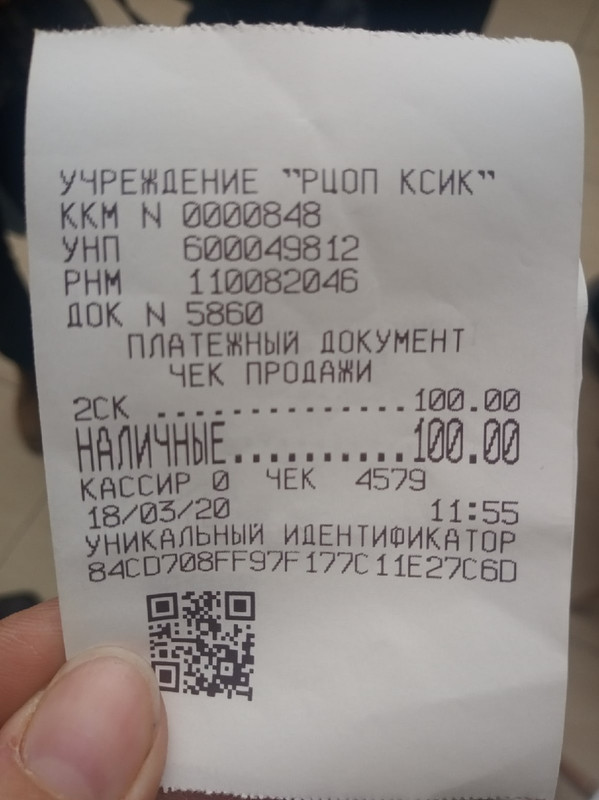 УЧРЕЖДЕНИЕ "РЦОП КСИК"
ККМ N 0000848
УНП 600049812
РНМ 110082046
ДОК N 5860
ПЛАТЕЖНЫЙ ДОКУМЕНТ
ЧЕК ПРОДАЖИ
2СК ...............100.00
НАЛИЧНЫЕ..........100.00
КАССИР 0 ЧЕК 4579
18/03/20 11:55
УНИКАЛЬНЫЙ ИДЕНТИФИКАТОР
84CD708FF97F177C11E27C6D